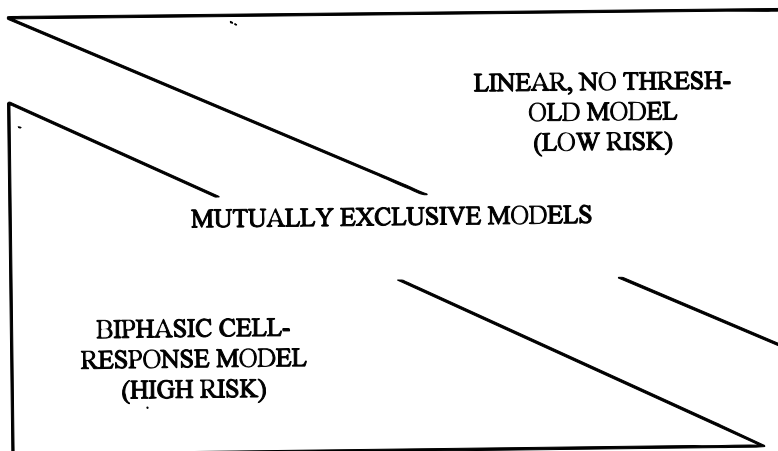 LINEAR, NO THRESH-
OLD MODEL
(LOW RISK)
MUTUALLY EXCLUSIVE MODELS
BIPHASIC CELL-
RESPONSE MODEL
(HIGH RISK)